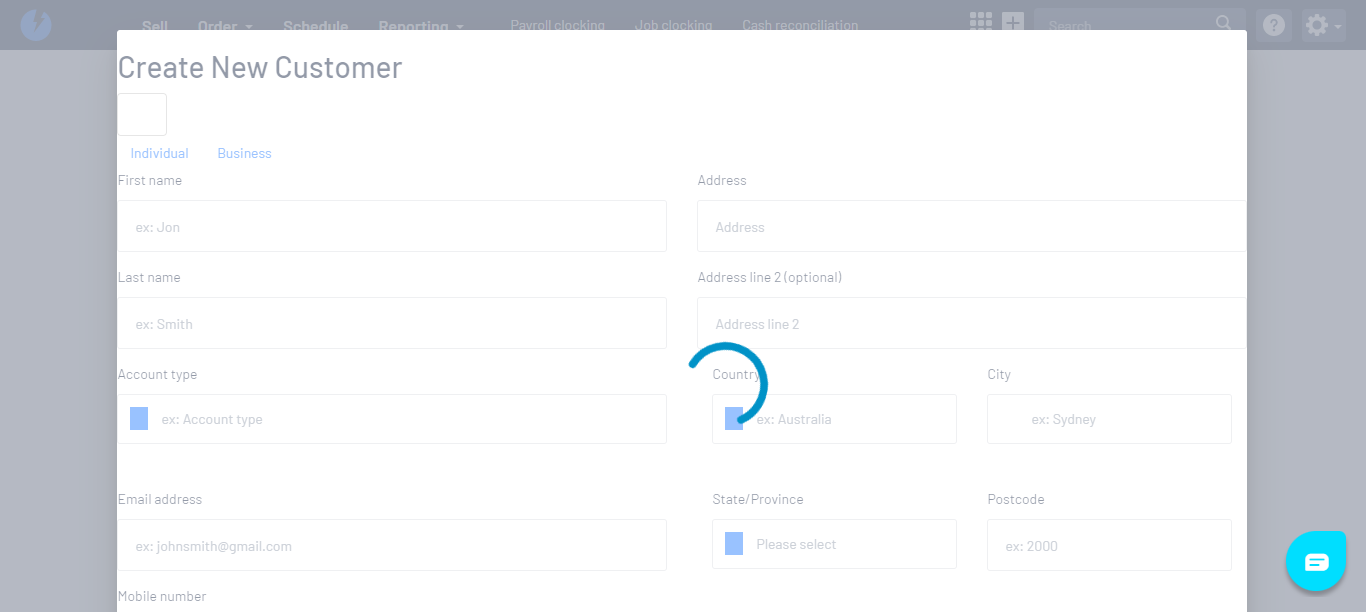 Sell Order Schedule Reporting Payroll clocking Job clocking Cash reconciliation Search
Create New Customer
Individual Business
First name Address
ex: Jon Address
Last name Address line 2 (optional)
ex: Smith Address line 2
Account type Country City
ex: Account type ex: Australia ex: Sydney
Email address State/Province Postcode
ex: johnsmith@gmail.com Please select ex: 2000
Mobile number